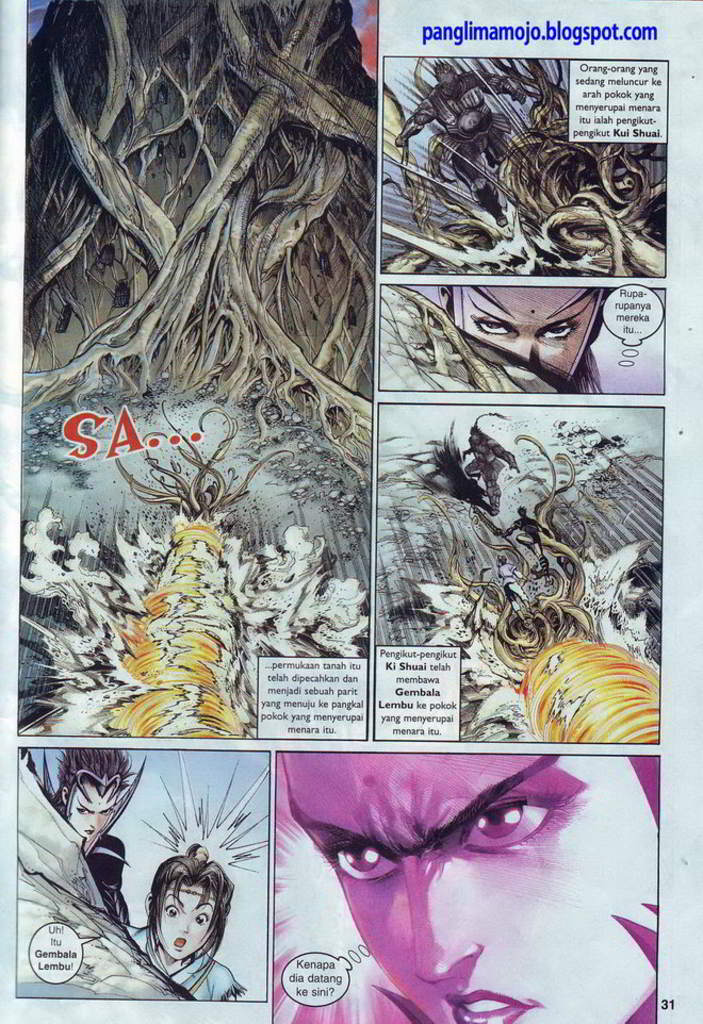 panglimamojo.blogspot.com
SA...
...permukaan tanah itu
telah dipecahkan dan
menjadi sebuah parit
yang menuju ke pangkal
pokok yang menyerupai
menara itu.
Orang-orang yang
sedang meluncur ke
arah pokok yang
menyerupai menara
itu ialah pengikut-
pengikut Kui Shuai.
Rupa-
rupanya
mereka
itu...
Pengikut-pengikut
Ki Shuai telah
membawa
Gembala
Lembu ke pokok
yang menyerupai
menara itu.
Uh!
Itu
Gembala
Lembu!
Kenapa
dia datang
ke sini?
31